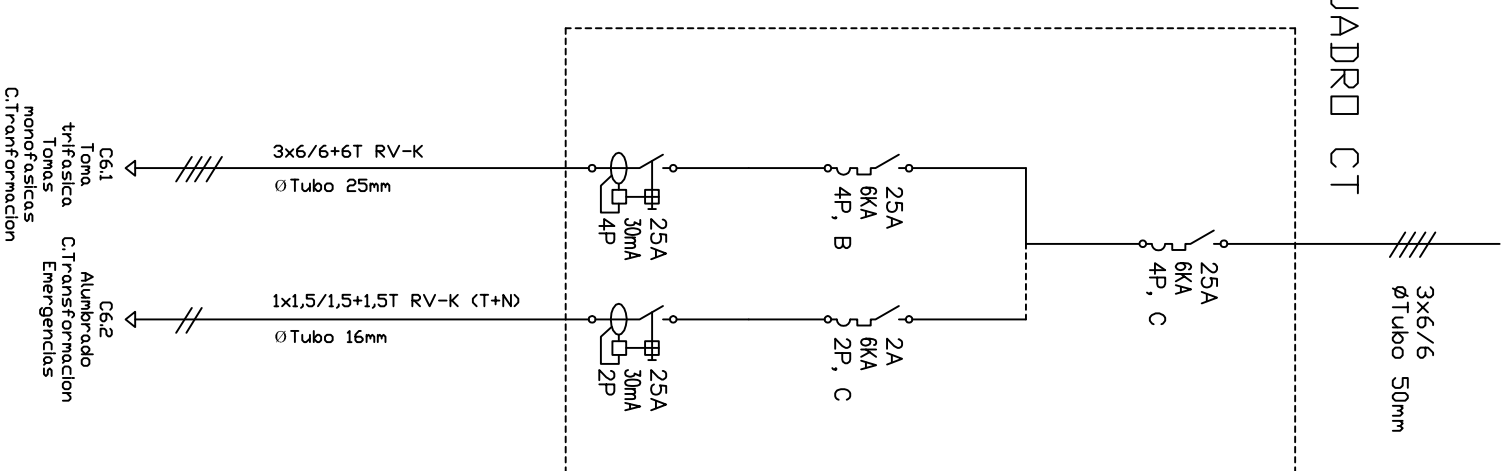 UADRO CT
3x6/6
ØTubo 50mm
25A
6KA
4P, C
25A
6KA
4P, B
25A
30mA
4P
3x6/6+6T RV-K
ØTubo 25mm
C6.1
Toma
trifasica
Tomas
monofasicas
C.Tranformacion
2A
6KA
2P, C
25A
30mA
2P
1x1,5/1,5+1,5T RV-K (T+N)
ØTubo 16mm
C6.2
Alumbrado
C.Transformacion
Emergencias